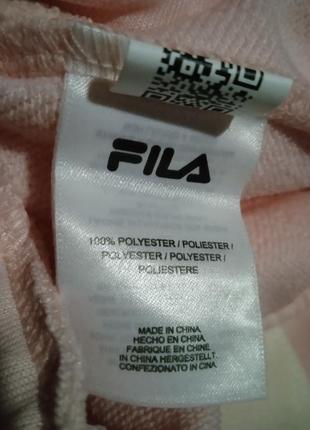 FILA
100% POLYESTER / POLIESTER /
POLYESTER / POLYESTER /
POLIESTERE
MADE IN CHINA
HECHO EN CHINA
FABRIQUE EN CHINE
IN CHINA HERGESTELLT.
CONFEZIONATO IN CINA